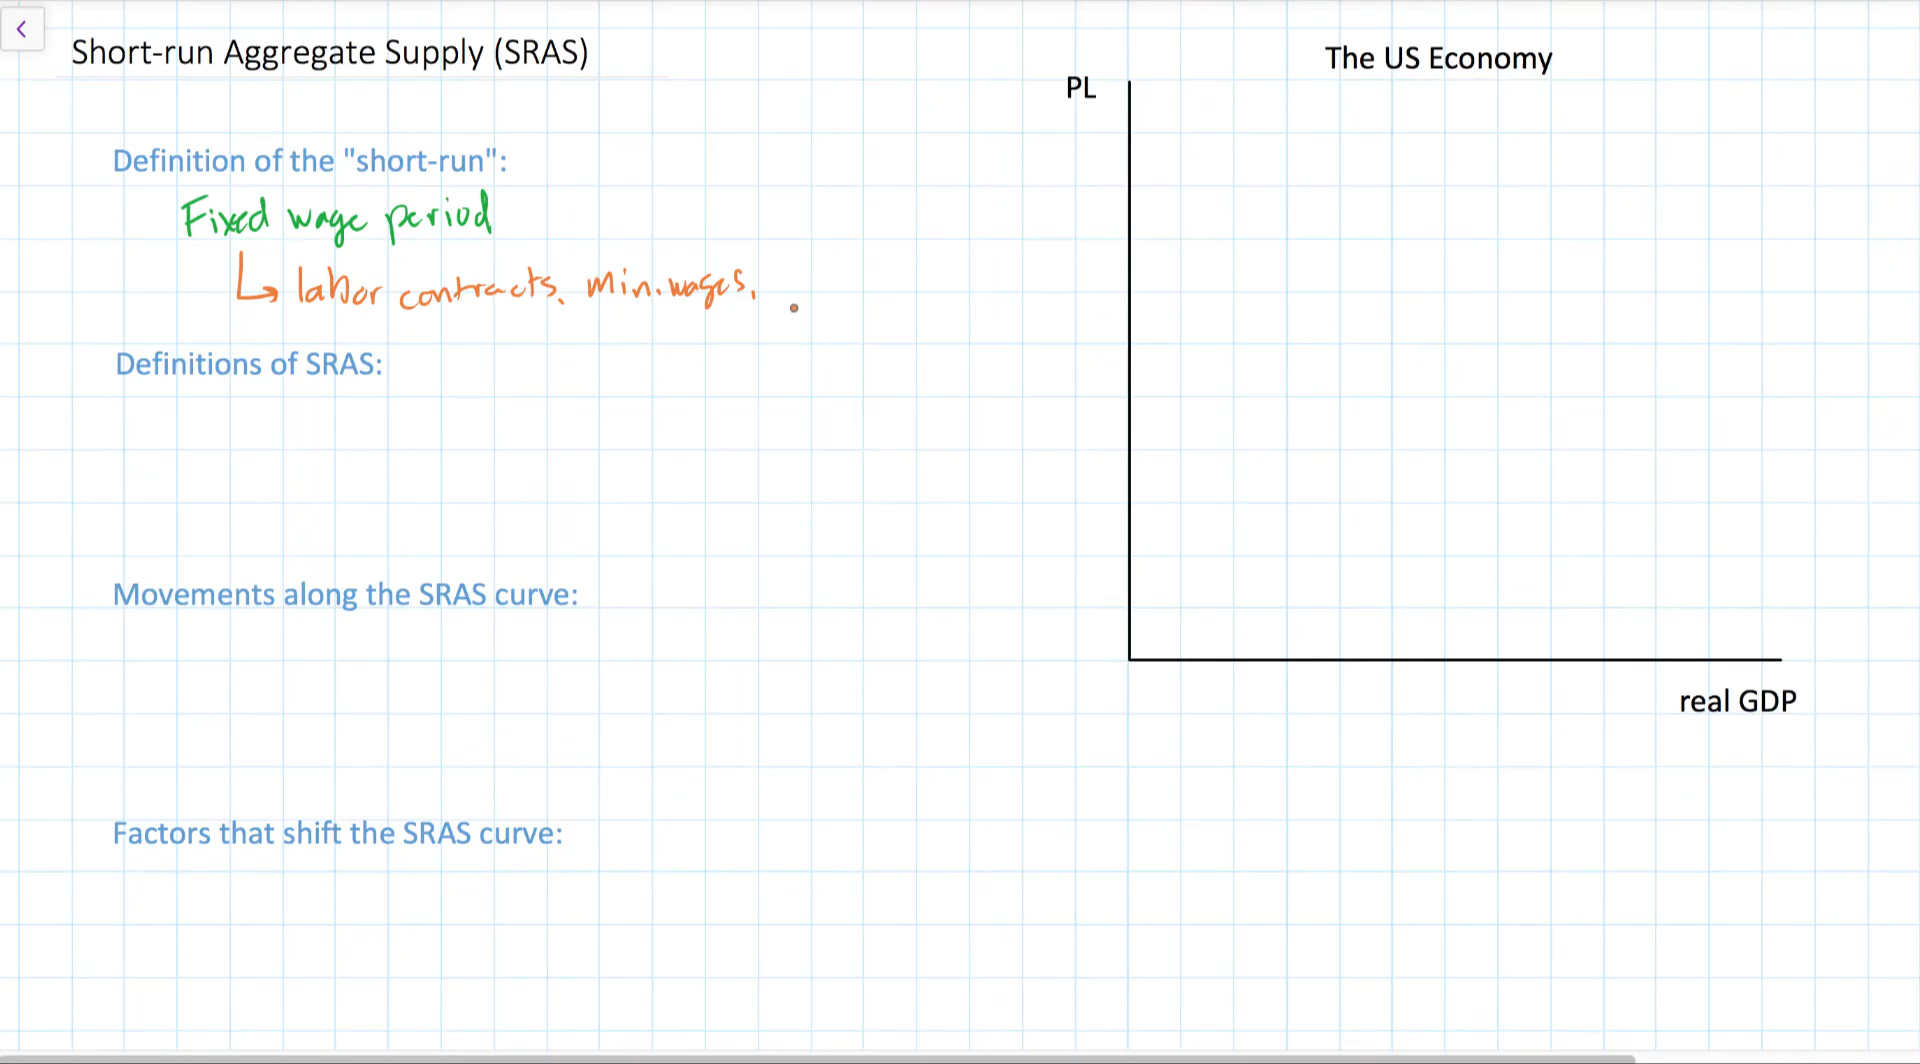 Short-run Aggregate Supply (SRAS)
Definition of the "short-run":
Fixed wage period
labor contracts, min. wages,
Definitions of SRAS:
Movements along the SRAS curve:
Factors that shift the SRAS curve:
The US Economy
PL
real GDP